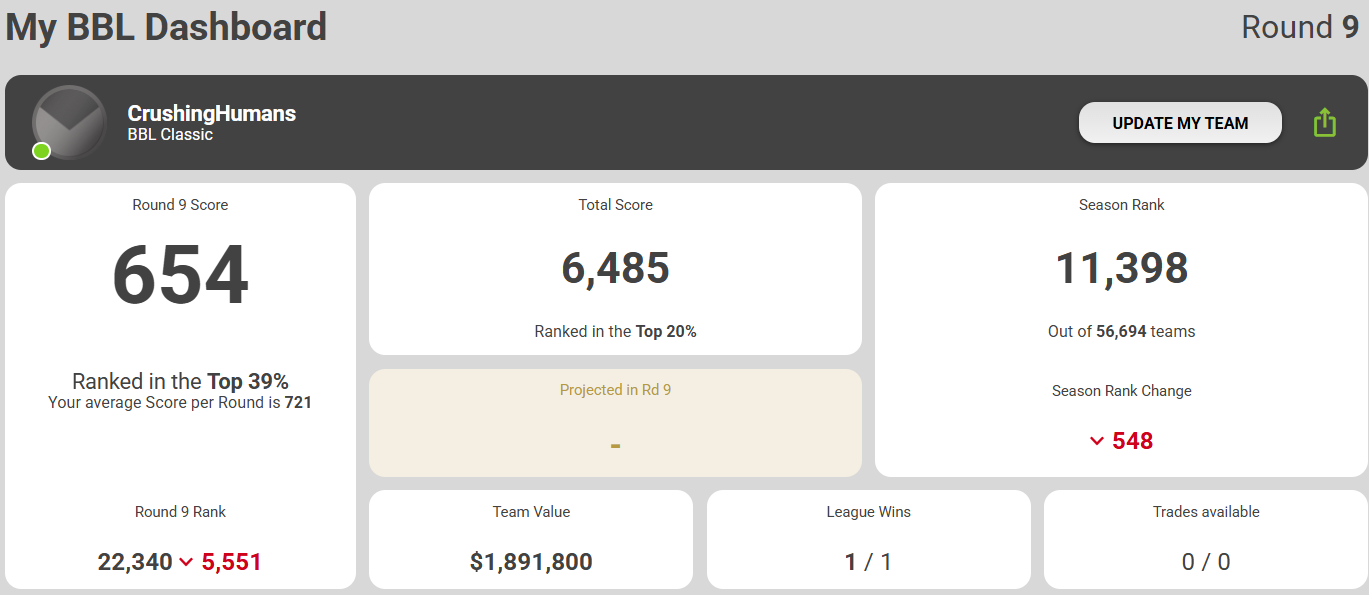 My BBL Dashboard
Round 9
CrushingHumans
BBL Classic
UPDATE MY TEAM
Round 9 Score
654
Ranked in the Top 39%
Your average Score per Round is 721
Round 9 Rank
22,340 5,551
Total Score
6,485
Ranked in the Top 20%
Projected in Rd 9
-
Season Rank
11,398
Out of 56,694 teams
Season Rank Change
548
Team Value
$1,891,800
League Wins
1 / 1
Trades available
0 / 0